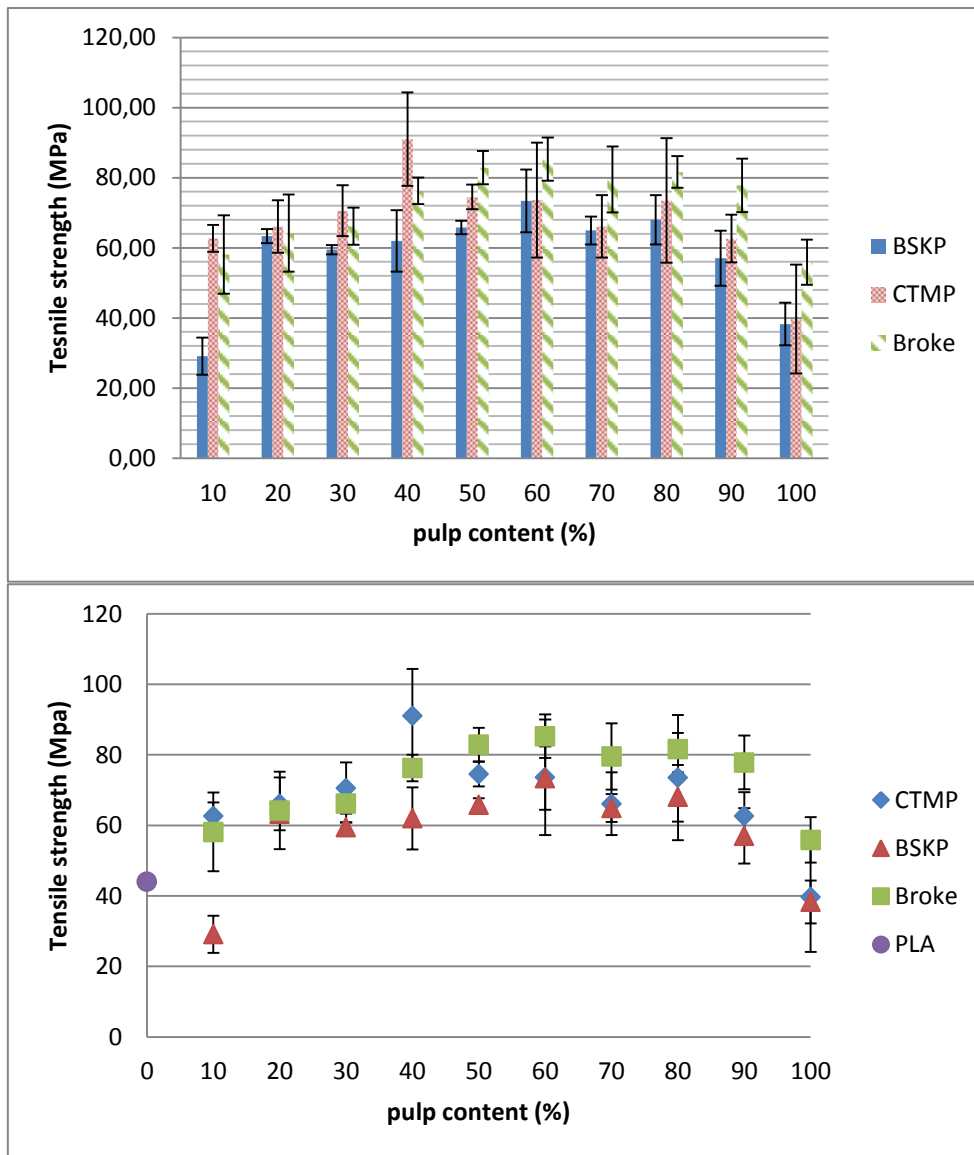 120,00
100,00
80,00
60,00
40,00
20,00
0,00
Tesnile strength (MPa)
10 20 30 40 50 60 70 80 90 100
pulp content (%)
BSKP
CTMP
Broke
120
100
80
60
40
20
0
Tensile strength (Mpa)
0 10 20 30 40 50 60 70 80 90 100
pulp content (%)
CTMP
BSKP
Broke
PLA